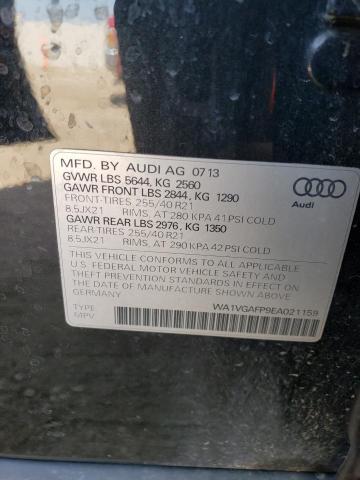 MFD. BY AUDI AG 07 13
GVWR LBS 5644, KG 2560
GAWR FRONT LBS 2844, KG 1290
FRONT-TIRES 255/40 R21
8.5JX21 RIMS, AT 280 KPA 41 PSI COLD
GAWR REAR LBS 2976, KG 1350
REAR-TIRES 255/40 R21
8.5JX21 RIMS, AT 290 KPA 42 PSI COLD
Audi
THIS VEHICLE CONFORMS TO ALL APPLICABLE
U.S. FEDERAL MOTOR VEHICLE SAFETY, BUMPER, AND
THEFT PREVENTION STANDARDS IN EFFECT ON
THE DATE OF MANUFACTURE SHOWN ABOVE
TYPE
MPV
WA1VGAFP9EA021159